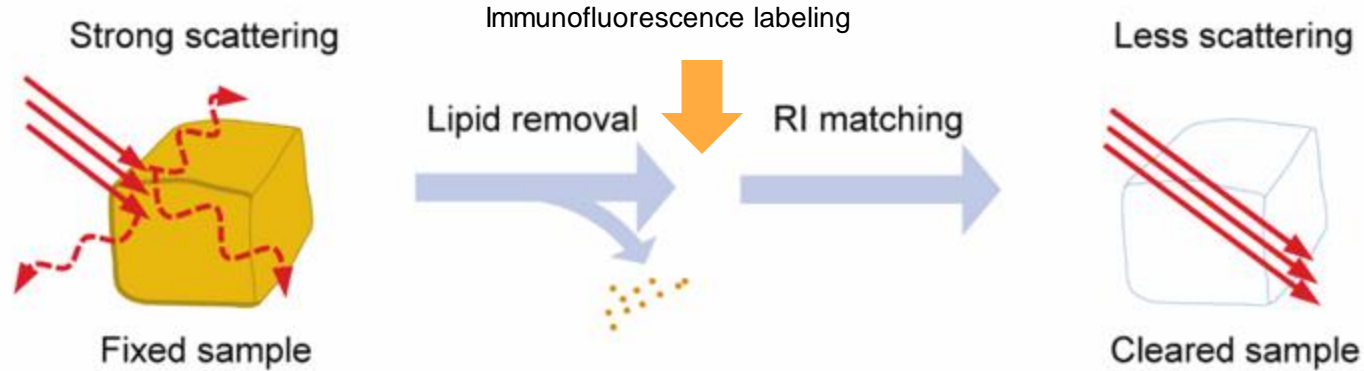 Immunofluorescence labeling
Strong scattering
Less scattering
Lipid removal
RI matching
Fixed sample
Cleared sample